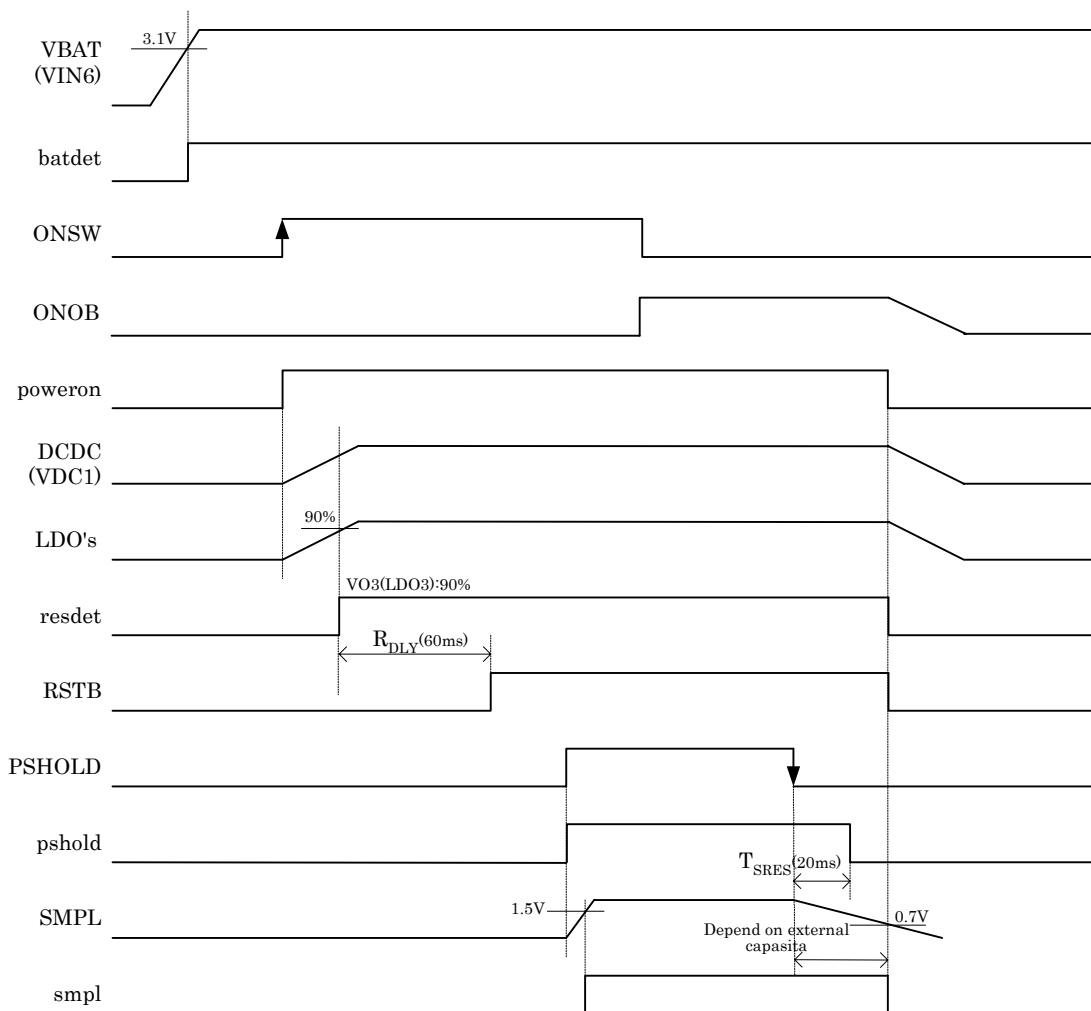 3.1V
VBAT
(VIN6)
batdet
ONSW
ONOB
poweron
DCDC
(VDC1)
90%
LDO's
VO3(LDO3):90%
resdet
RDLY(60ms)
RSTB
PSHOLD
pshold
TSRES(20ms)
1.5V
SMPL
0.7V
Depend on external
capasita
smpl